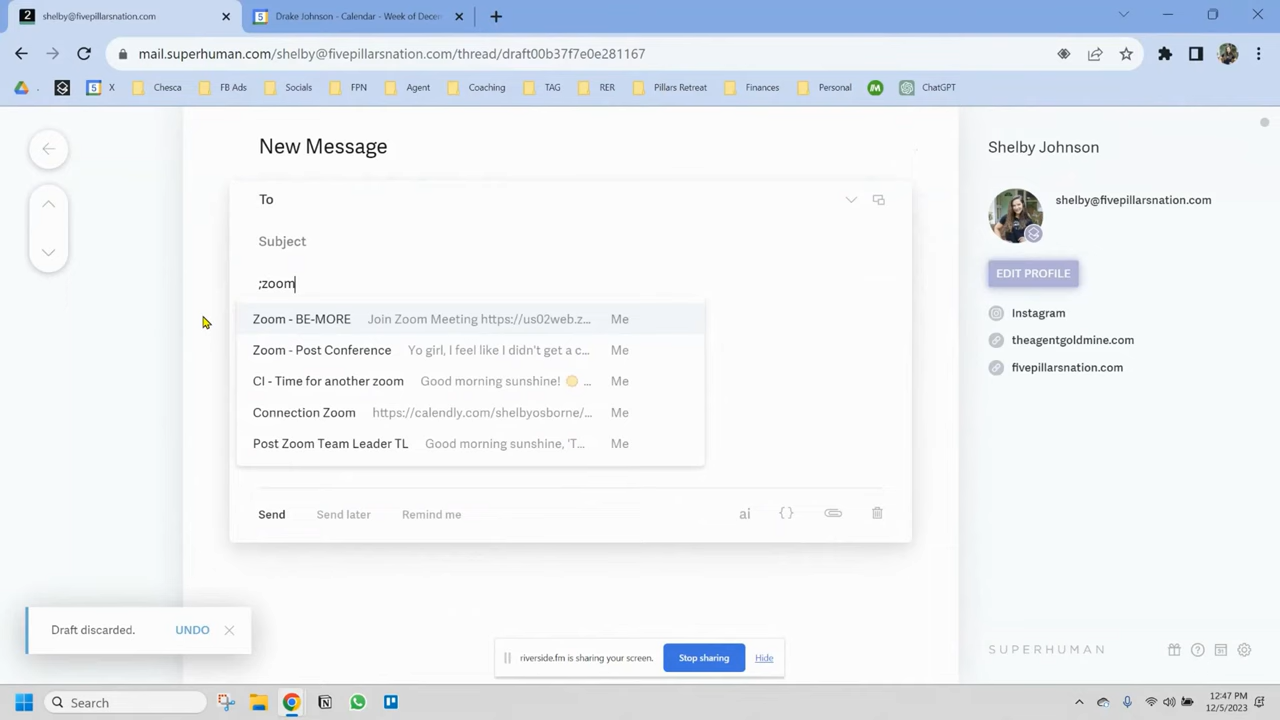 shelby@fivepillarsnation.com
Drake Johnson - Calendar - Week of Decem
mail.superhuman.com/shelby@fivepillarsnation.com/thread/draft00b37f7e0e281167
X
Chesca
FB Ads
Socials
FPN
Agent
Coaching
TAG
RER
Pillars Retreat
Finances
Personal
ChatGPT
New Message
To
Subject
;zoom
Zoom - BE-MORE Join Zoom Meeting https://us02web.z... Me
Zoom - Post Conference Yo girl, I feel like I didn't get a c... Me
CI - Time for another zoom Good morning sunshine! ☀️ ... Me
Connection Zoom https://calendly.com/shelbyosborne/... Me
Post Zoom Team Leader TL Good morning sunshine, 'T... Me
Send
Send later
Remind me
ai
{}
Shelby Johnson
shelby@fivepillarsnation.com
EDIT PROFILE
Instagram
theagentgoldmine.com
fivepillarsnation.com
Draft discarded.
UNDO
riverside.fm is sharing your screen.
Stop sharing
Hide
SUPERHUMAN
Search
12:47 PM
12/5/2023